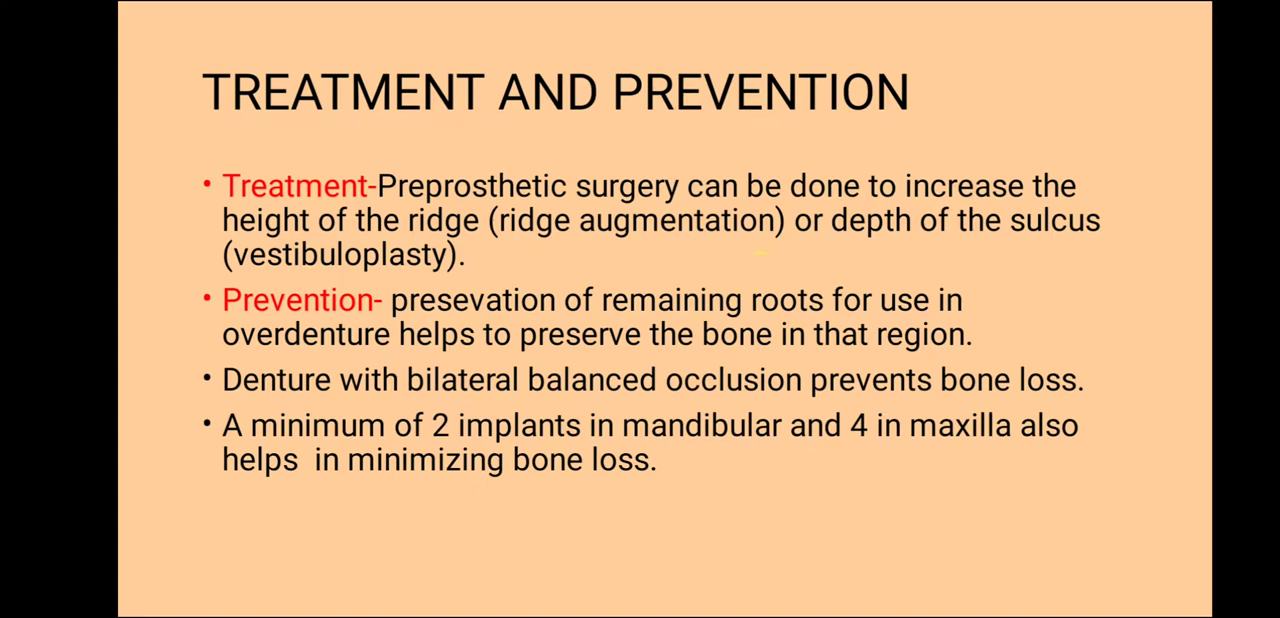 TREATMENT AND PREVENTION
• Treatment-Preprosthetic surgery can be done to increase the
height of the ridge (ridge augmentation) or depth of the sulcus
(vestibuloplasty).
• Prevention- presevation of remaining roots for use in
overdenture helps to preserve the bone in that region.
• Denture with bilateral balanced occlusion prevents bone loss.
• A minimum of 2 implants in mandibular and 4 in maxilla also
helps  in minimizing bone loss.